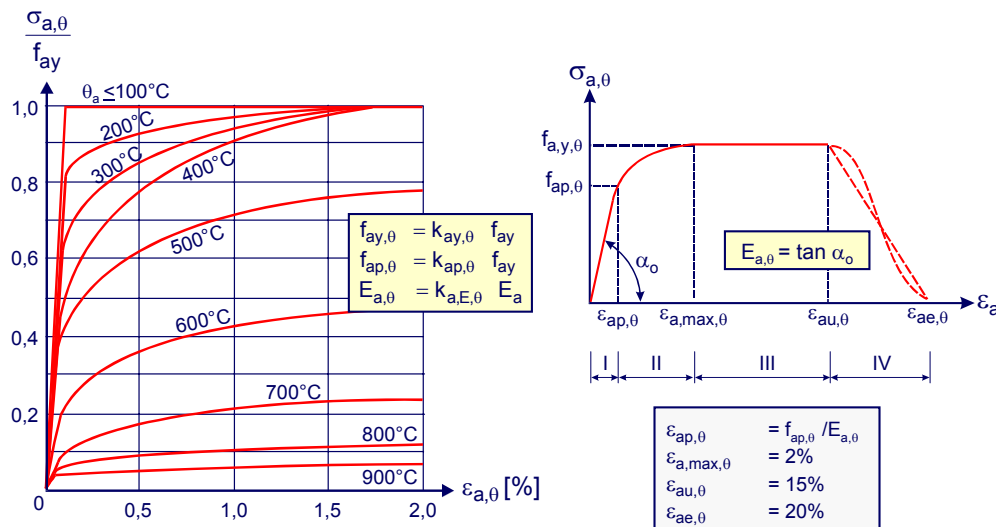 σa,θ
fay
θa ≤100°C
1,0
200°C
300°C
400°C
0,8
500°C
0,6
fay,θ = kay,θ fay
fap,θ = kap,θ fay
Ea,θ = ka,E,θ Ea
0,4
600°C
0,2
700°C
800°C
900°C
0
0,5
1,0
1,5
2,0
εa,θ [%]
σa,θ
fa,y,θ
fap,θ
αo
Ea,θ = tan αo
εap,θ
εa,max,θ
εau,θ
εae,θ
εa
I
II
III
IV
εap,θ = fap,θ /Ea,θ
εa,max,θ = 2%
εau,θ = 15%
εae,θ = 20%